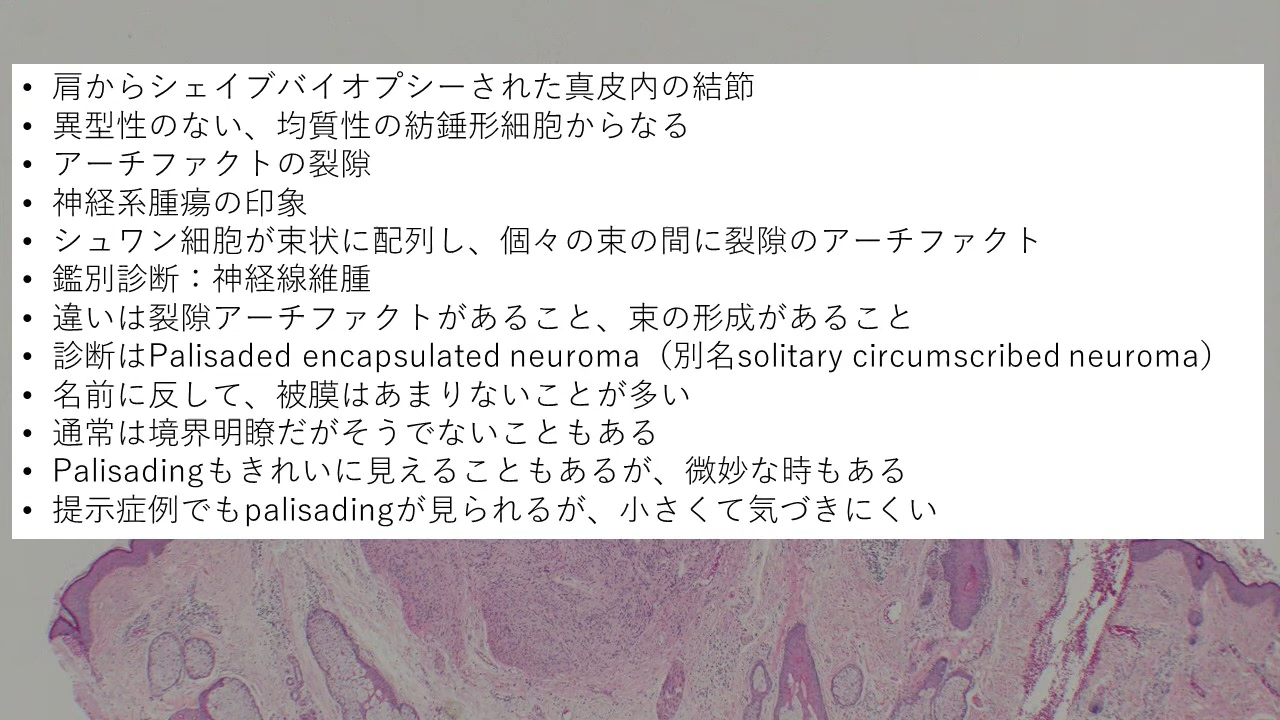 • 肩からシェイブバイオプシーされた真皮内の結節
• 異型性のない、均質性の紡錘形細胞からなる
• アーチファクトの裂隙
• 神経系腫瘍の印象
• シュワン細胞が束状に配列し、個々の束の間に裂隙のアーチファクト
• 鑑別診断：神経線維腫
• 違いは裂隙アーチファクトがあること、束の形成があること
• 診断はPalisaded encapsulated neuroma（別名solitary circumscribed neuroma）
• 名前に反して、被膜はあまりないことが多い
• 通常は境界明瞭だがそうでないこともある
• Palisadingもきれいに見えることもあるが、微妙な時もある
• 提示症例でもpalisadingが見られるが、小さくて気づきにくい